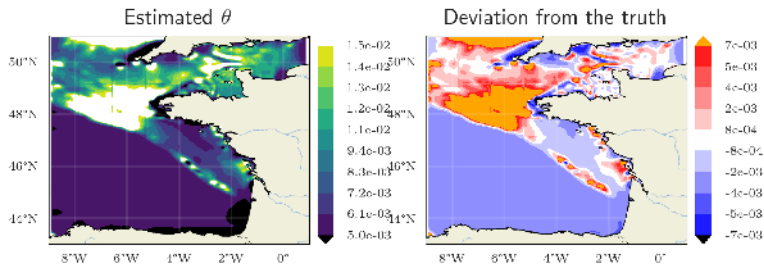 Estimated θ
Deviation from the truth
50°N
48°N
46°N
44°N
8°W 6°W 4°W 2°W 0°
1.5e-02
1.4e-02
1.3e-02
1.2e-02
1.1e-02
9.4e-03
8.3e-03
7.2e-03
6.1e-03
5.0e-03
50°N
48°N
46°N
44°N
8°W 6°W 4°W 2°W 0°
7e-03
5e-03
4e-03
2e-03
8e-04
-8e-04
-2e-03
-4e-03
-5e-03
-7e-03